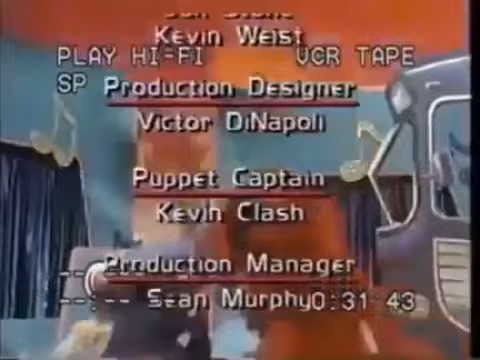 Kevin Weist
PLAY HI-FI VCR TAPE
SP Production Designer
Victor DiNapoli
Puppet Captain
Kevin Clash
Production Manager
--:-- Sean Murphy 0:31:43